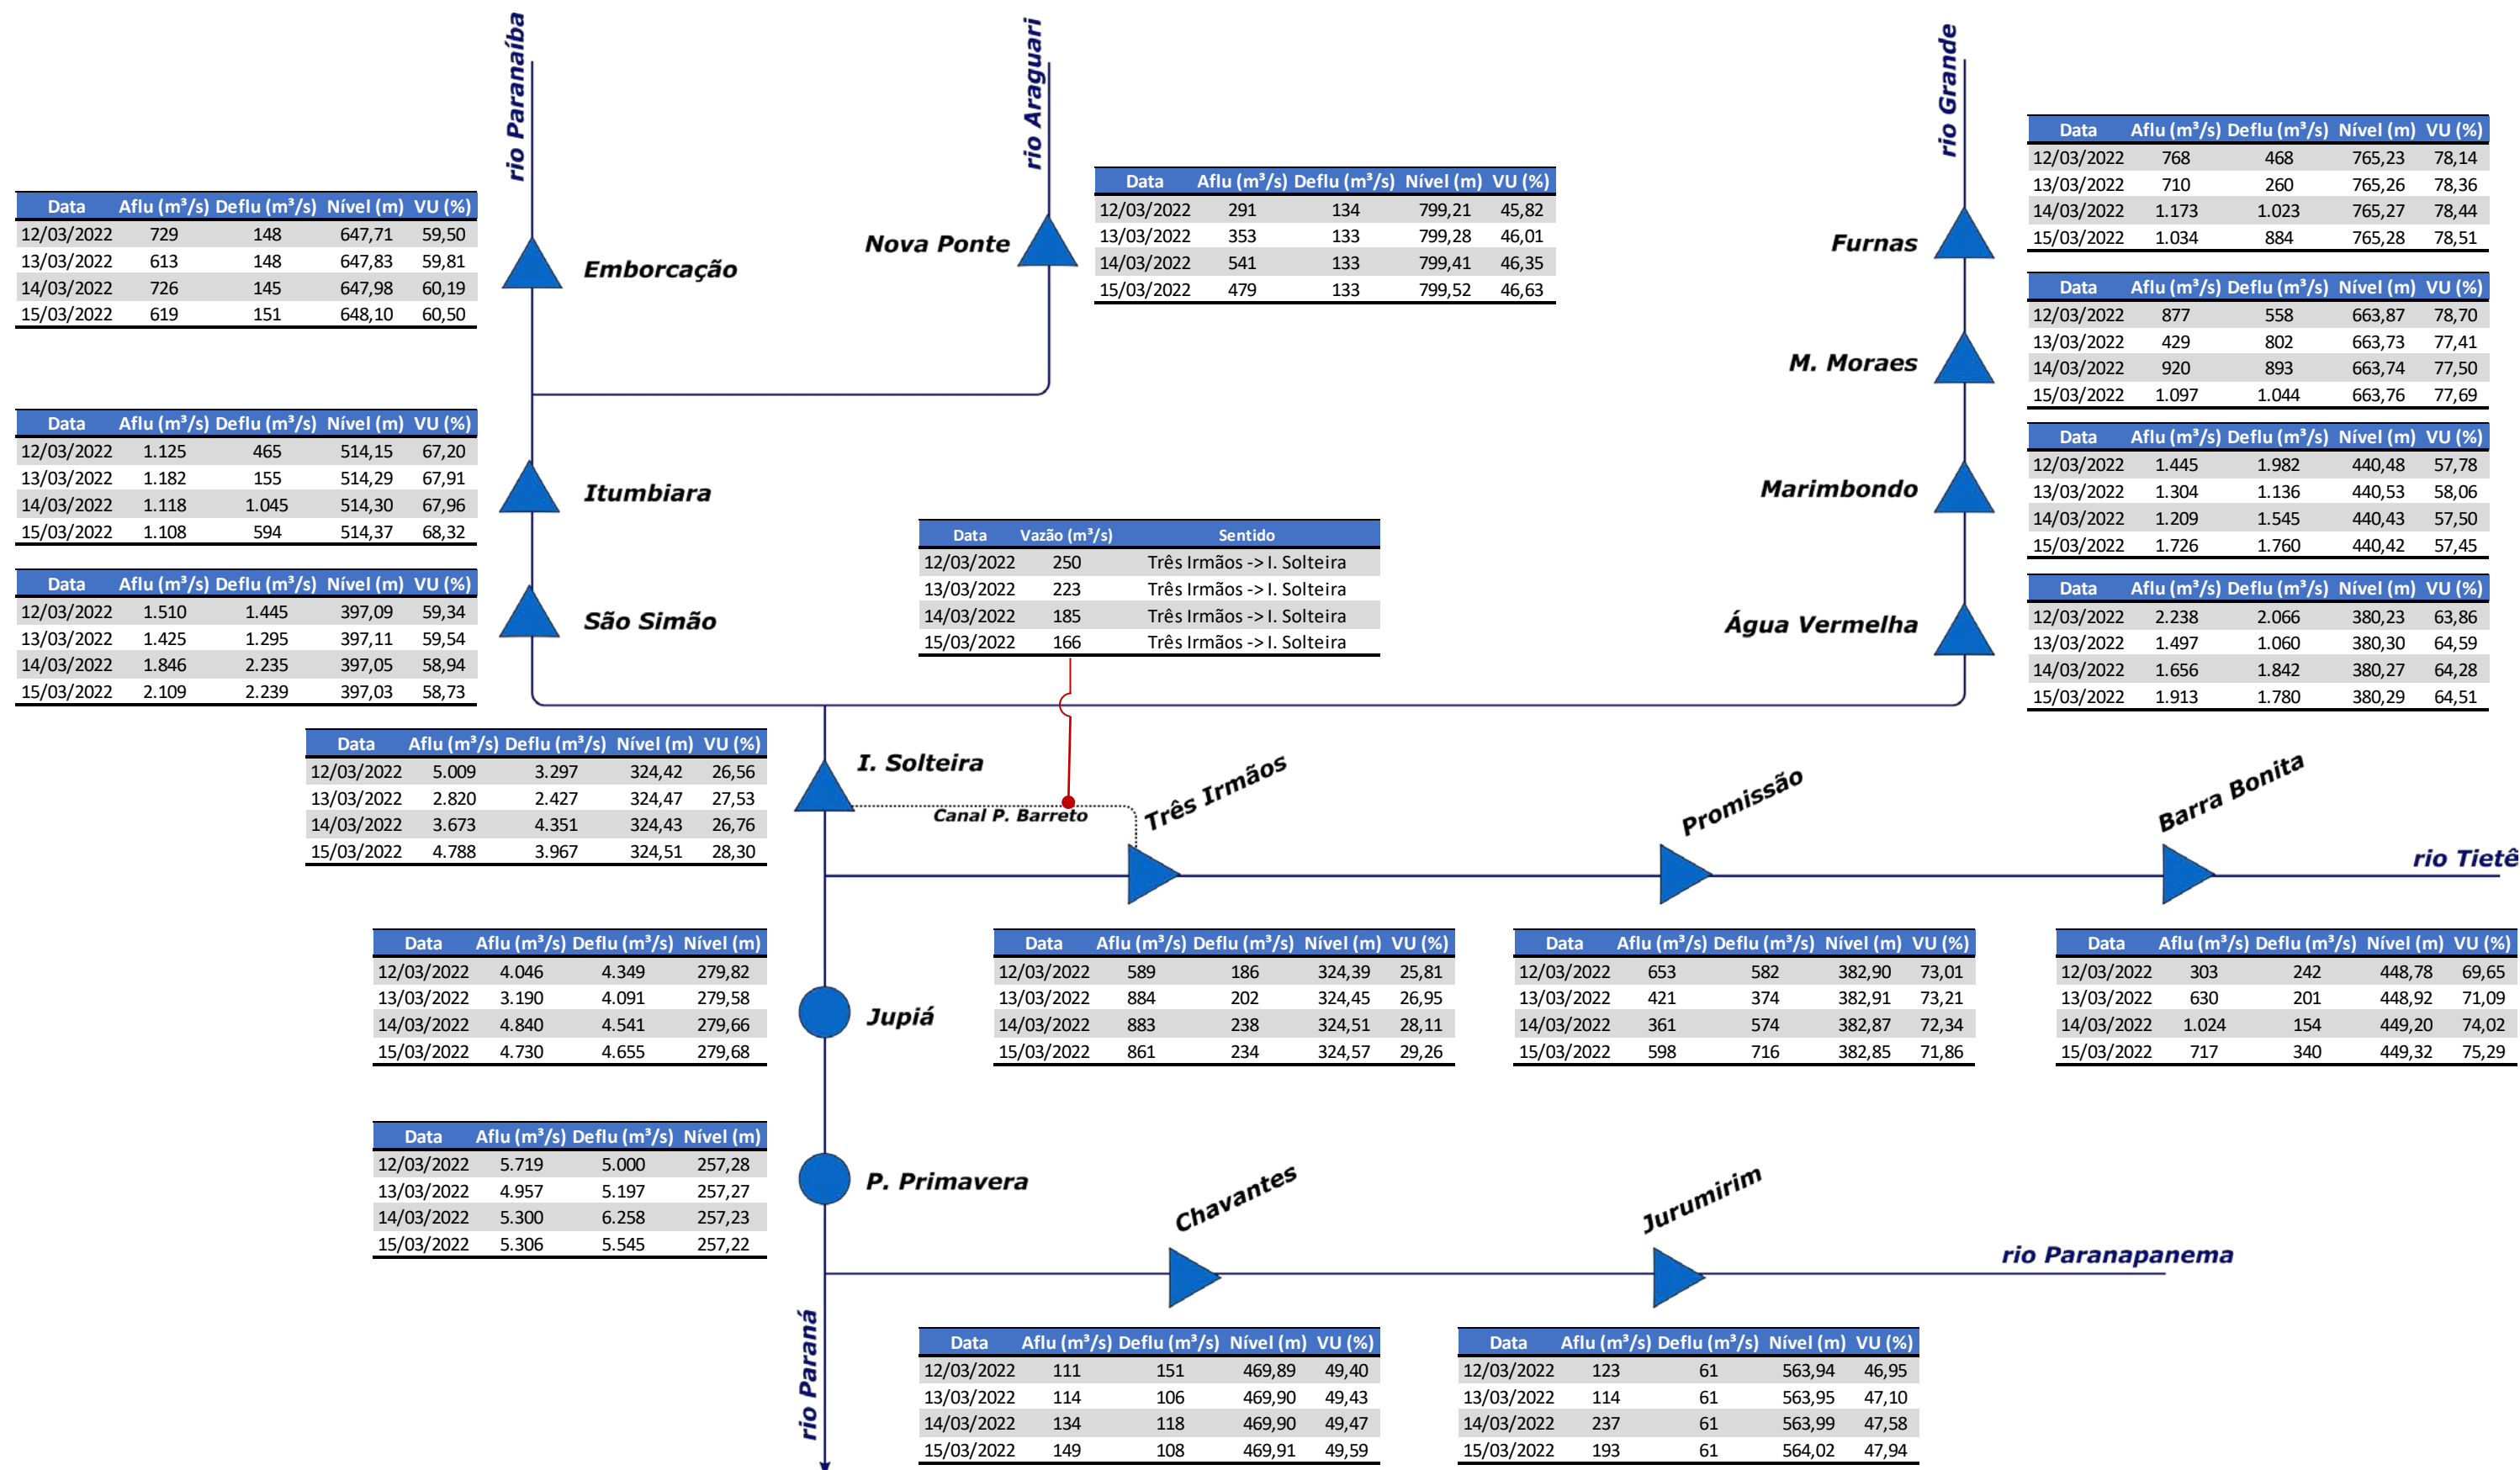 rio Paranaíba
rio Araguari
rio Grande
Data Aflu (m³/s) Deflu (m³/s) Nível (m) VU (%)
12/03/2022 729 148 647,71 59,50
13/03/2022 613 148 647,83 59,81
14/03/2022 726 145 647,98 60,19
15/03/2022 619 151 648,10 60,50
Emborcação
Nova Ponte
Data Aflu (m³/s) Deflu (m³/s) Nível (m) VU (%)
12/03/2022 291 134 799,21 45,82
13/03/2022 353 133 799,28 46,01
14/03/2022 541 133 799,41 46,35
15/03/2022 479 133 799,52 46,63
Furnas
Data Aflu (m³/s) Deflu (m³/s) Nível (m) VU (%)
12/03/2022 768 468 765,23 78,14
13/03/2022 710 260 765,26 78,36
14/03/2022 1.173 1.023 765,27 78,44
15/03/2022 1.034 884 765,28 78,51
M. Moraes
Data Aflu (m³/s) Deflu (m³/s) Nível (m) VU (%)
12/03/2022 877 558 663,87 78,70
13/03/2022 429 802 663,73 77,41
14/03/2022 920 893 663,74 77,50
15/03/2022 1.097 1.044 663,76 77,69
Data Aflu (m³/s) Deflu (m³/s) Nível (m) VU (%)
12/03/2022 1.125 465 514,15 67,20
13/03/2022 1.182 155 514,29 67,91
14/03/2022 1.118 1.045 514,30 67,96
15/03/2022 1.108 594 514,37 68,32
Itumbiara
Marimbondo
Data Aflu (m³/s) Deflu (m³/s) Nível (m) VU (%)
12/03/2022 1.445 1.982 440,48 57,78
13/03/2022 1.304 1.136 440,53 58,06
14/03/2022 1.209 1.545 440,43 57,50
15/03/2022 1.726 1.760 440,42 57,45
Data Aflu (m³/s) Deflu (m³/s) Nível (m) VU (%)
12/03/2022 1.510 1.445 397,09 59,34
13/03/2022 1.425 1.295 397,11 59,54
14/03/2022 1.846 2.235 397,05 58,94
15/03/2022 2.109 2.239 397,03 58,73
São Simão
Data Vazão (m³/s) Sentido
12/03/2022 250 Três Irmãos -> I. Solteira
13/03/2022 223 Três Irmãos -> I. Solteira
14/03/2022 185 Três Irmãos -> I. Solteira
15/03/2022 166 Três Irmãos -> I. Solteira
Água Vermelha
Data Aflu (m³/s) Deflu (m³/s) Nível (m) VU (%)
12/03/2022 2.238 2.066 380,23 63,86
13/03/2022 1.497 1.060 380,30 64,59
14/03/2022 1.656 1.842 380,27 64,28
15/03/2022 1.913 1.780 380,29 64,51
Data Aflu (m³/s) Deflu (m³/s) Nível (m) VU (%)
12/03/2022 5.009 3.297 324,42 26,56
13/03/2022 2.820 2.427 324,47 27,53
14/03/2022 3.673 4.351 324,43 26,76
15/03/2022 4.788 3.967 324,51 28,30
I. Solteira
Canal P. Barreto
Três Irmãos
Promissão
Barra Bonita
rio Tietê
Data Aflu (m³/s) Deflu (m³/s) Nível (m)
12/03/2022 4.046 4.349 279,82
13/03/2022 3.190 4.091 279,58
14/03/2022 4.840 4.541 279,66
15/03/2022 4.730 4.655 279,68
Jupiá
Data Aflu (m³/s) Deflu (m³/s) Nível (m) VU (%)
12/03/2022 589 186 324,39 25,81
13/03/2022 884 202 324,45 26,95
14/03/2022 883 238 324,51 28,11
15/03/2022 861 234 324,57 29,26
Data Aflu (m³/s) Deflu (m³/s) Nível (m) VU (%)
12/03/2022 653 582 382,90 73,01
13/03/2022 421 374 382,91 73,21
14/03/2022 361 574 382,87 72,34
15/03/2022 598 716 382,85 71,86
Data Aflu (m³/s) Deflu (m³/s) Nível (m) VU (%)
12/03/2022 303 242 448,78 69,65
13/03/2022 630 201 448,92 71,09
14/03/2022 1.024 154 449,20 74,02
15/03/2022 717 340 449,32 75,29
Data Aflu (m³/s) Deflu (m³/s) Nível (m)
12/03/2022 5.719 5.000 257,28
13/03/2022 4.957 5.197 257,27
14/03/2022 5.300 6.258 257,23
15/03/2022 5.306 5.545 257,22
P. Primavera
Chavantes
Jurumirim
rio Paranapanema
rio Paraná
Data Aflu (m³/s) Deflu (m³/s) Nível (m) VU (%)
12/03/2022 111 151 469,89 49,40
13/03/2022 114 106 469,90 49,43
14/03/2022 134 118 469,90 49,47
15/03/2022 149 108 469,91 49,59
Data Aflu (m³/s) Deflu (m³/s) Nível (m) VU (%)
12/03/2022 123 61 563,94 46,95
13/03/2022 114 61 563,95 47,10
14/03/2022 237 61 563,99 47,58
15/03/2022 193 61 564,02 47,94